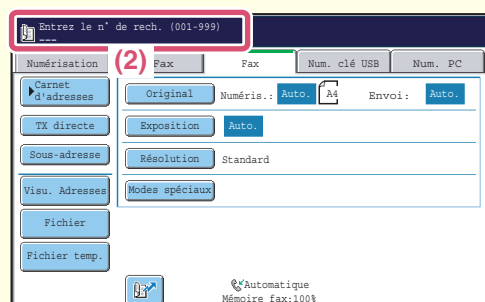 Entrez le n° de rech. (001-999)
---
(2)
Numérisation
Fax
Fax
Num. clé USB
Num. PC
Carnet
d'adresses
Original
Numéris.:
Auto.
A4
Envoi:
Auto.
TX directe
Exposition
Auto.
Sous-adresse
Résolution
Standard
Visu. Adresses
Modes spéciaux
Fichier
Fichier temp.
Automatique
Mémoire fax:100%